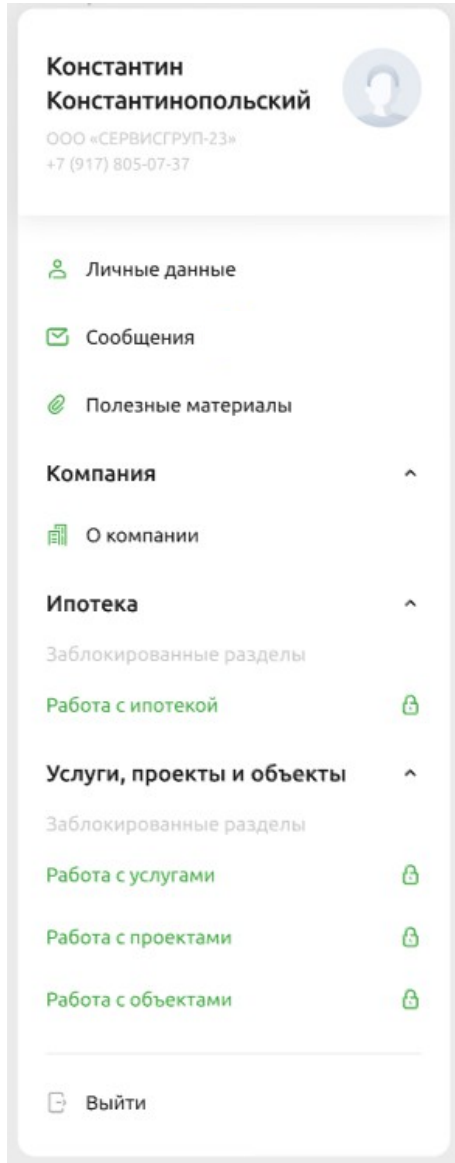 Константин
Константинопольский
ООО «СЕРВИСГРУП-23»
+7 (917) 805-07-37
Личные данные
Сообщения
Полезные материалы
Компания
О компании
Ипотека
Заблокированные разделы
Работа с ипотекой
Услуги, проекты и объекты
Заблокированные разделы
Работа с услугами
Работа с проектами
Работа с объектами
Выйти